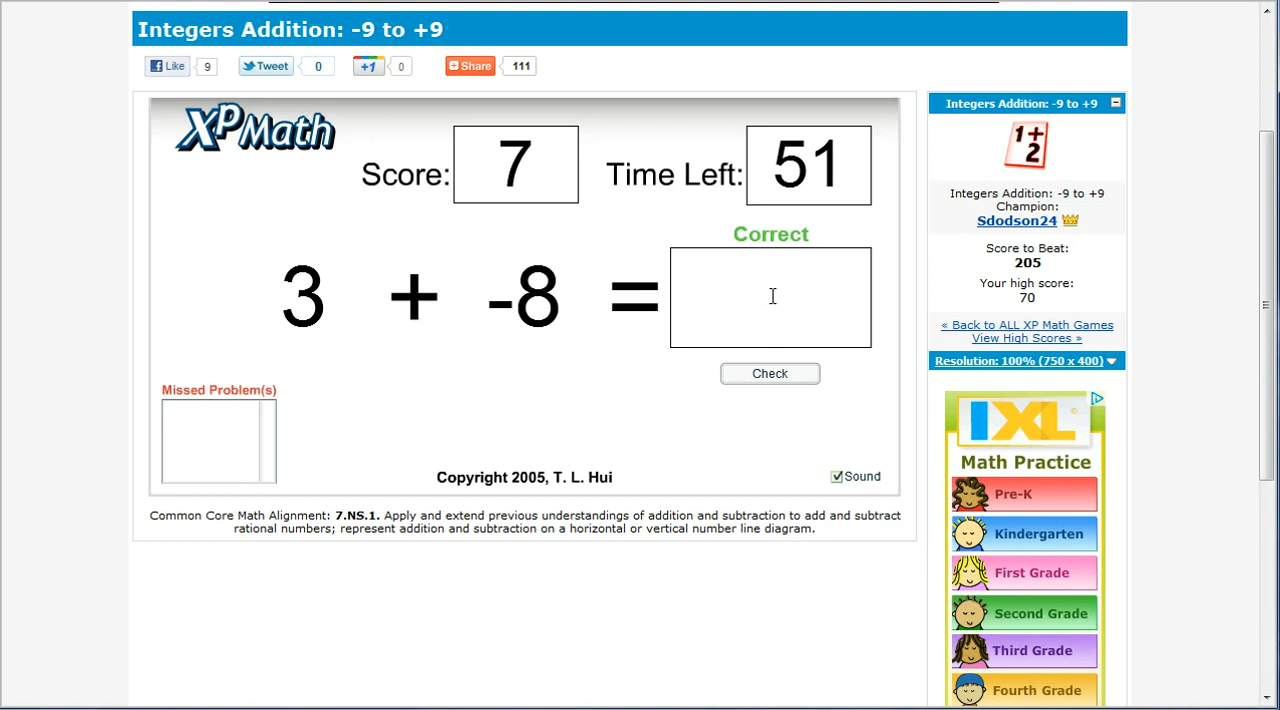 Integers Addition: -9 to +9
Like 9 Tweet 0 +1 0 Share 111
XP Math
Score: 7 Time Left: 51
Correct
3 + -8 =
Check
Missed Problem(s)
Copyright 2005, T. L. Hui
Sound
Common Core Math Alignment: 7.NS.1. Apply and extend previous understandings of addition and subtraction to add and subtract
rational numbers; represent addition and subtraction on a horizontal or vertical number line diagram.
Integers Addition: -9 to +9
1+
2
Integers Addition: -9 to +9
Champion:
Sdodson24
Score to Beat:
205
Your high score:
70
« Back to ALL XP Math Games
View High Scores »
Resolution: 100% (750 x 400)
IXL
Math Practice
Pre-K
Kindergarten
First Grade
Second Grade
Third Grade
Fourth Grade